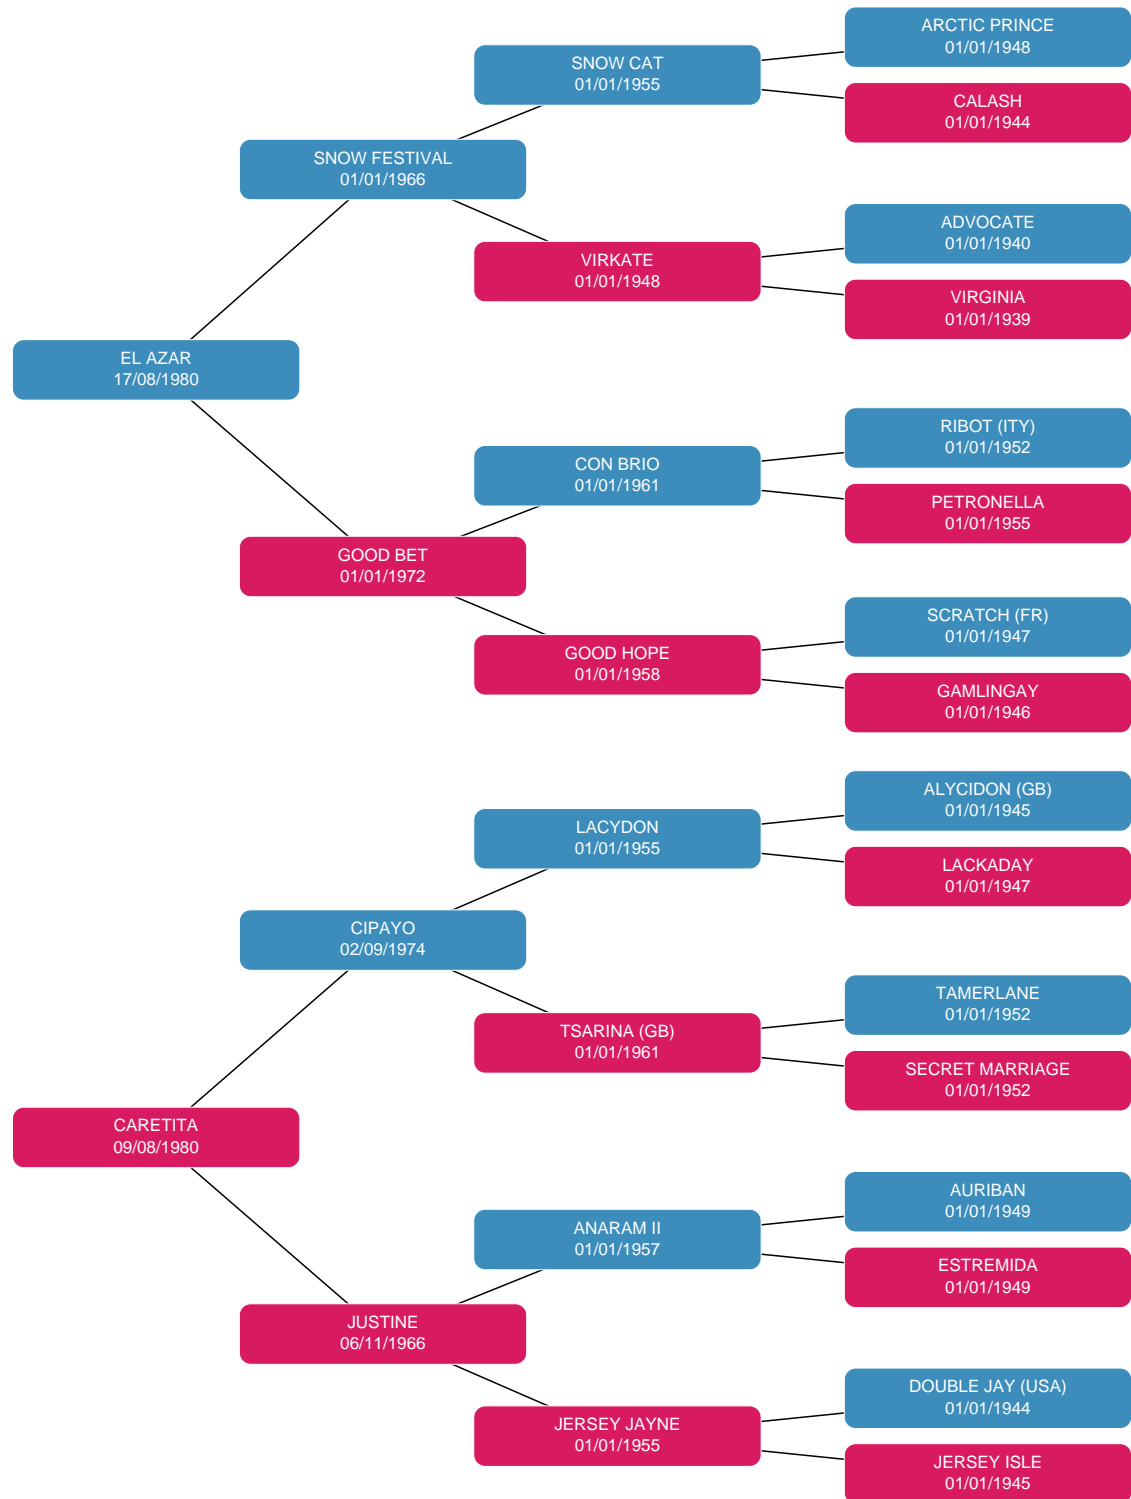 ARCTIC PRINCE
01/01/1948
SNOW CAT
01/01/1955
CALASH
01/01/1944
SNOW FESTIVAL
01/01/1966
ADVOCATE
01/01/1940
VIRKATE
01/01/1948
VIRGINIA
01/01/1939
EL AZAR
17/08/1980
RIBOT (ITY)
01/01/1952
CON BRIO
01/01/1961
PETRONELLA
01/01/1955
GOOD BET
01/01/1972
SCRATCH (FR)
01/01/1947
GOOD HOPE
01/01/1958
GAMLINGAY
01/01/1946
ALYCIDON (GB)
01/01/1945
LACYDON
01/01/1955
LACKADAY
01/01/1947
CIPAYO
02/09/1974
TAMERLANE
01/01/1952
TSARINA (GB)
01/01/1961
SECRET MARRIAGE
01/01/1952
CARETITA
09/08/1980
AURIBAN
01/01/1949
ANARAM II
01/01/1957
ESTREMIDA
01/01/1949
JUSTINE
06/11/1966
DOUBLE JAY (USA)
01/01/1944
JERSEY JAYNE
01/01/1955
JERSEY ISLE
01/01/1945